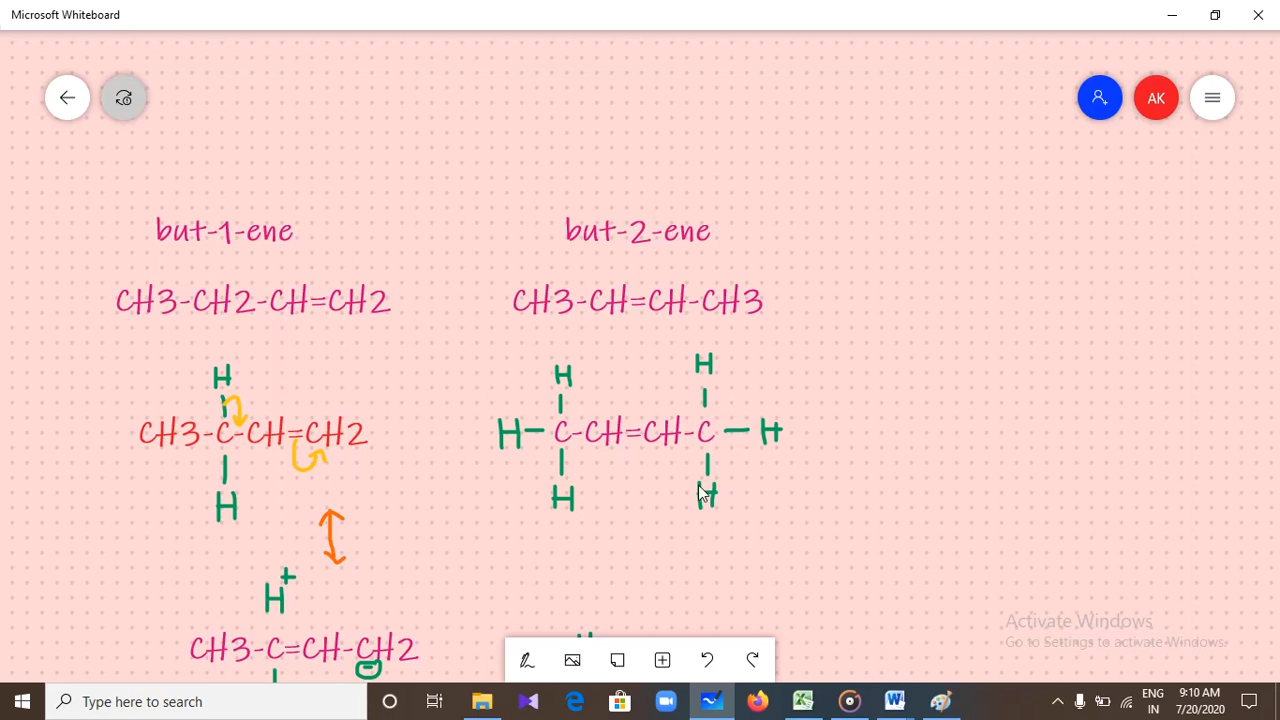 Microsoft Whiteboard
AK
but-1-ene
but-2-ene
CH3-CH2-CH=CH2
CH3-CH=CH-CH3
H
H
H
CH3-C-CH=CH2
H-C-CH=CH-C-H
H
H
H
H+
CH3-C=CH-CH2
-
Activate Windows
Go to Settings to activate Windows.
Type here to search
ENG
IN
9:10 AM
7/20/2020